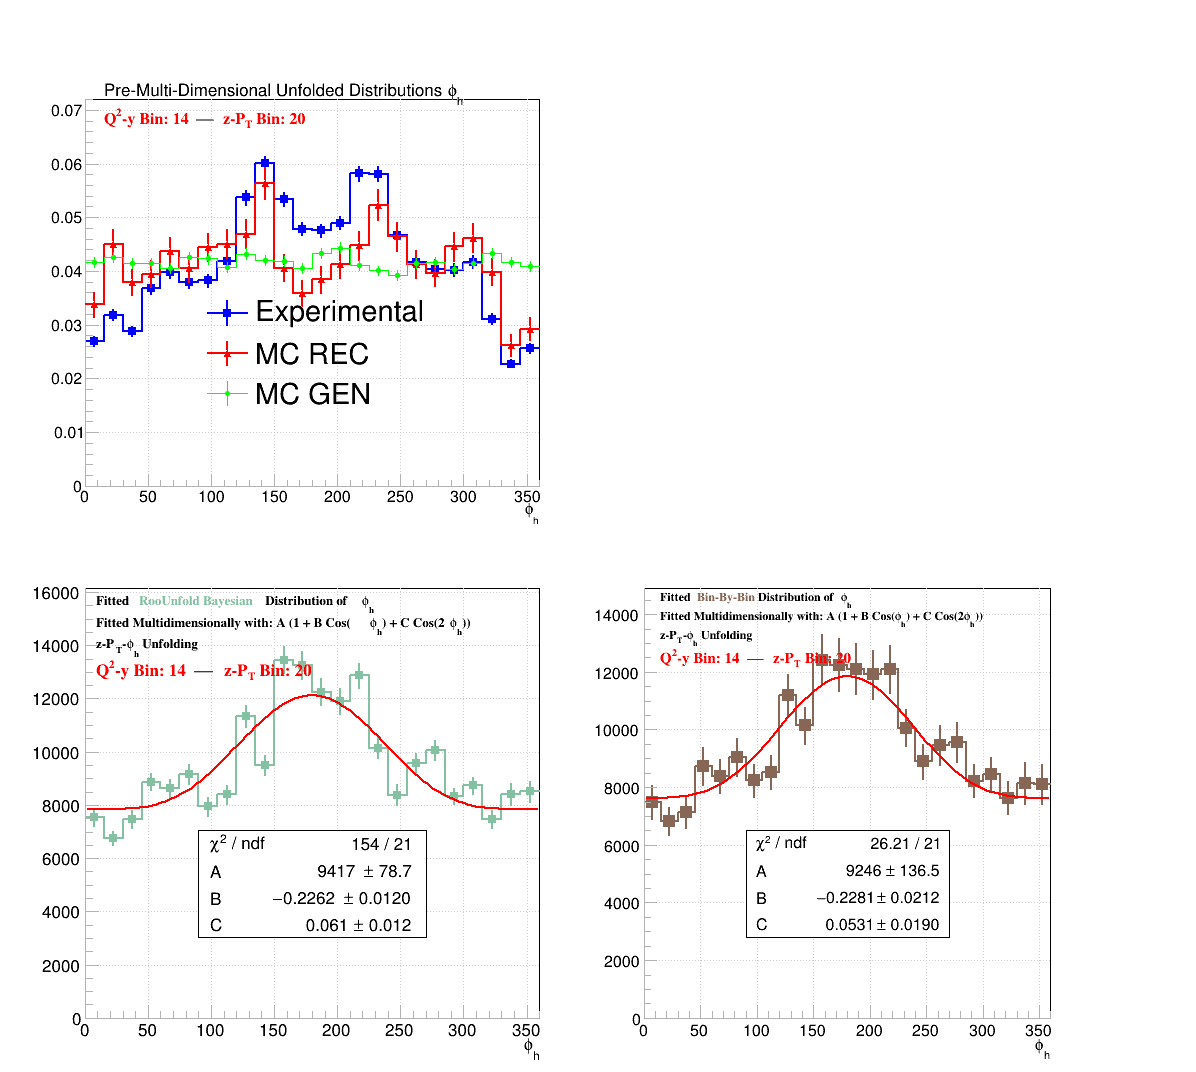 Pre-Multi-Dimensional Unfolded Distributions ϕh
Q²-y Bin: 14 — z-PT Bin: 20
0.07
0.06
0.05
0.04
0.03
0.02
0.01
0
Experimental
MC REC
MC GEN
0 50 100 150 200 250 300 350
ϕh
Fitted RooUnfold Bayesian Distribution of ϕh
Fitted Multidimensionally with: A (1 + B Cos( ϕh) + C Cos(2 ϕh))
z-PT-ϕh Unfolding
Q²-y Bin: 14 — z-PT Bin: 20
16000
14000
12000
10000
8000
6000
4000
2000
0
χ² / ndf 154 / 21
A 9417 ± 78.7
B −0.2262 ± 0.0120
C 0.061 ± 0.012
0 50 100 150 200 250 300 350
ϕh
Fitted Bin-By-Bin Distribution of ϕh
Fitted Multidimensionally with: A (1 + B Cos(ϕh) + C Cos(2ϕh))
z-PT-ϕh Unfolding
Q²-y Bin: 14 — z-PT Bin: 20
14000
12000
10000
8000
6000
4000
2000
0
χ² / ndf 26.21 / 21
A 9246 ± 136.5
B −0.2281± 0.0212
C 0.0531± 0.0190
0 50 100 150 200 250 300 350
ϕh